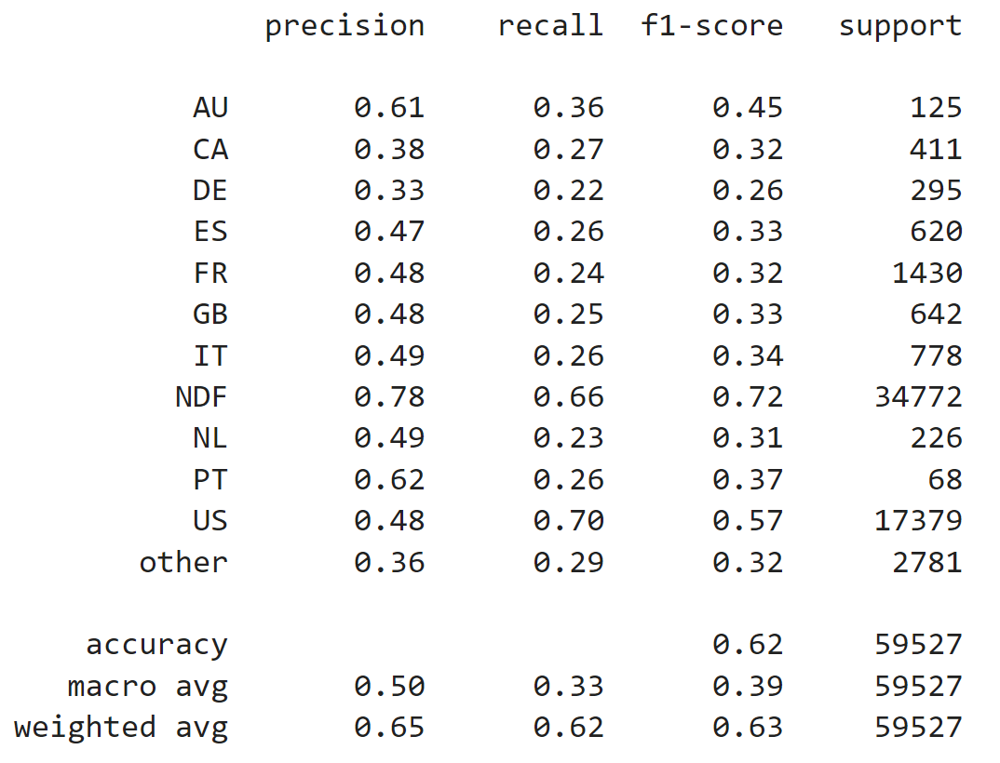 precision recall f1-score support
AU 0.61 0.36 0.45 125
CA 0.38 0.27 0.32 411
DE 0.33 0.22 0.26 295
ES 0.47 0.26 0.33 620
FR 0.48 0.24 0.32 1430
GB 0.48 0.25 0.33 642
IT 0.49 0.26 0.34 778
NDF 0.78 0.66 0.72 34772
NL 0.49 0.23 0.31 226
PT 0.62 0.26 0.37 68
US 0.48 0.70 0.57 17379
other 0.36 0.29 0.32 2781
accuracy 0.62 59527
macro avg 0.50 0.33 0.39 59527
weighted avg 0.65 0.62 0.63 59527